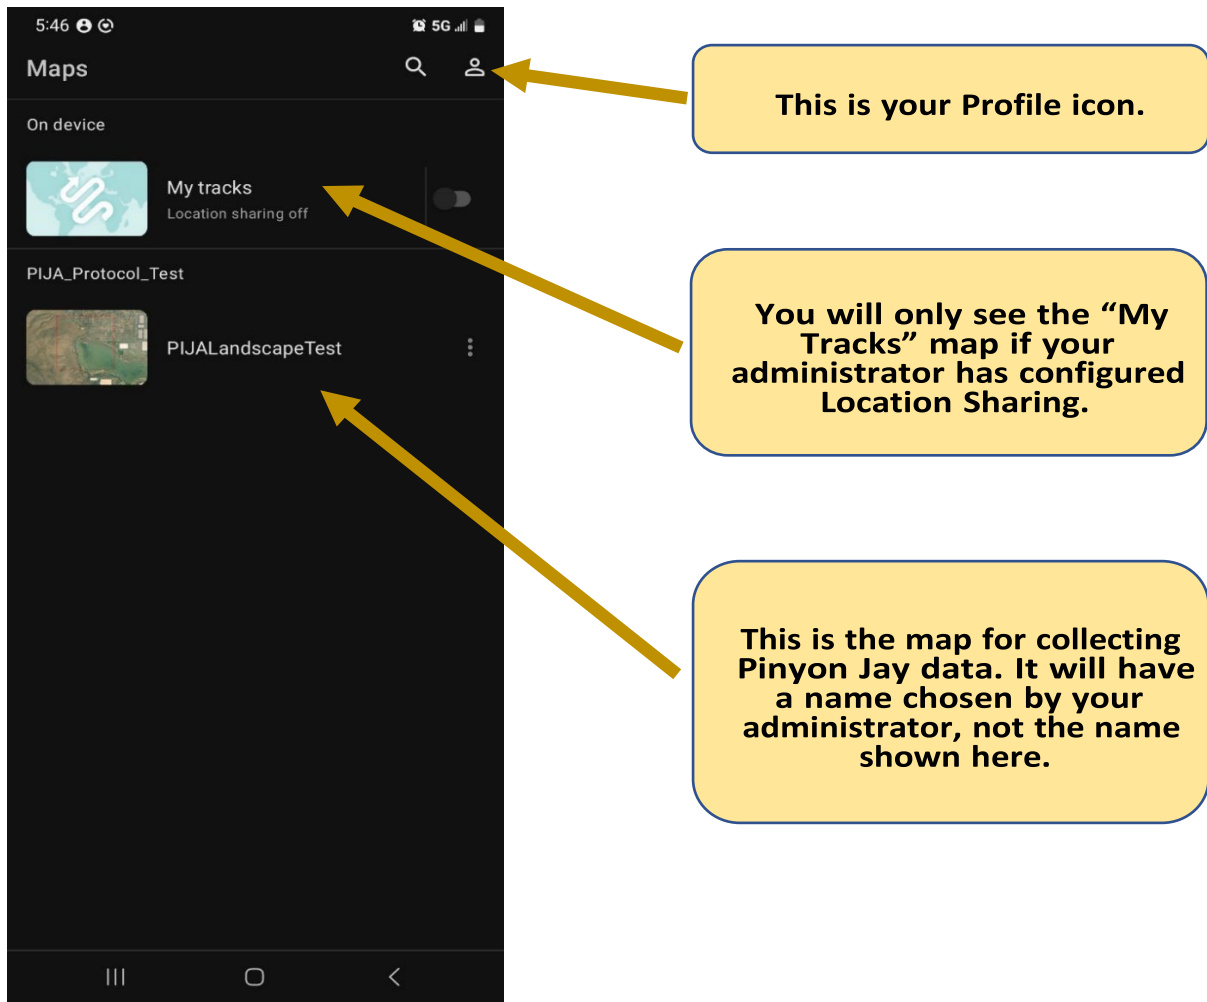 5:46
5G
Maps
This is your Profile icon.
On device
My tracks
Location sharing off
PIJA_Protocol_Test
You will only see the “My
Tracks” map if your
administrator has configured
Location Sharing.
PIJALandscapeTest
This is the map for collecting
Pinyon Jay data. It will have
a name chosen by your
administrator, not the name
shown here.